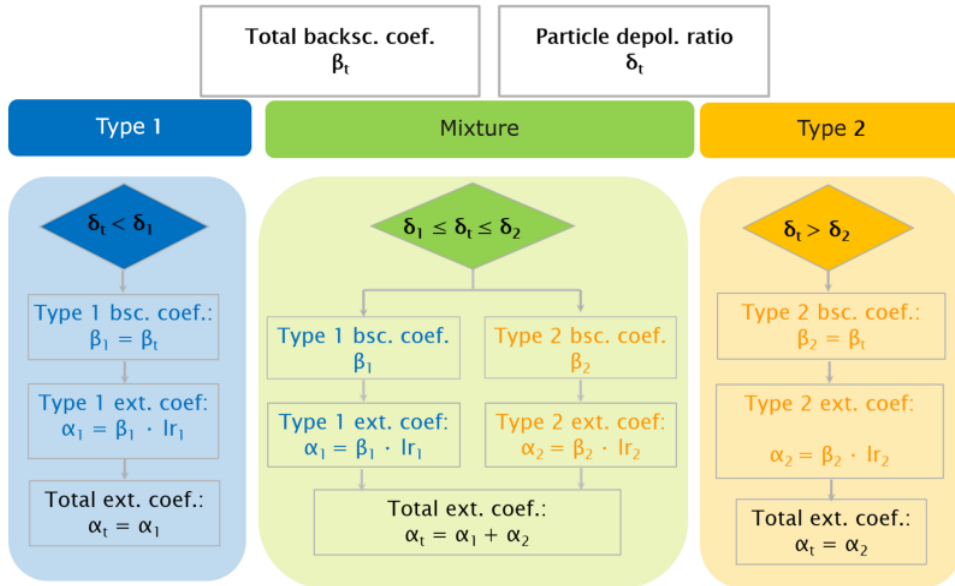 Total backsc. coef.
βt
Particle depol. ratio
δt
Type 1
Mixture
Type 2
δt < δ1
Type 1 bsc. coef.:
β1 = βt
Type 1 ext. coef:
α1 = β1 · lr1
Total ext. coef.:
αt = α1
δ1 ≤ δt ≤ δ2
Type 1 bsc. coef.
β1
Type 2 bsc. coef.
β2
Type 1 ext. coef:
α1 = β1 · lr1
Type 2 ext. coef:
α2 = β2 · lr2
Total ext. coef.:
αt = α1 + α2
δt > δ2
Type 2 bsc. coef.:
β2 = βt
Type 2 ext. coef:
α2 = β2 · lr2
Total ext. coef.:
αt = α2